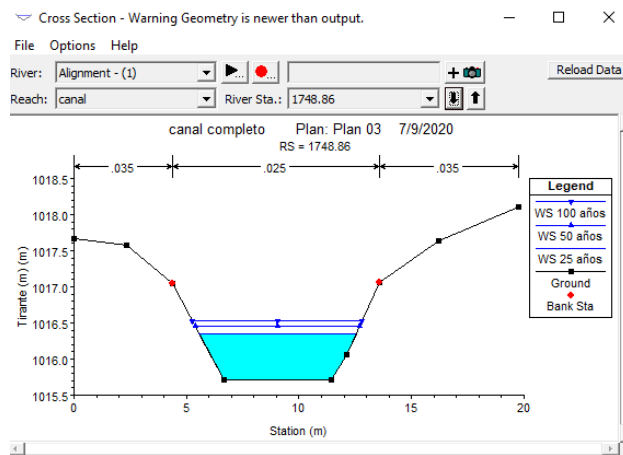 Cross Section - Warning Geometry is newer than output.
File Options Help
River: Alignment - (1)
Reload Data
Reach: canal River Sta.: 1748.86
canal completo Plan: Plan 03 7/9/2020
RS = 1748.86
.035 .025 .035
1018.5
1018.0
1017.5
1017.0
1016.5
1016.0
1015.5
Tirante (m) (m)
0 5 10 15 20
Station (m)
Legend
WS 100 años
WS 50 años
WS 25 años
Ground
Bank Sta